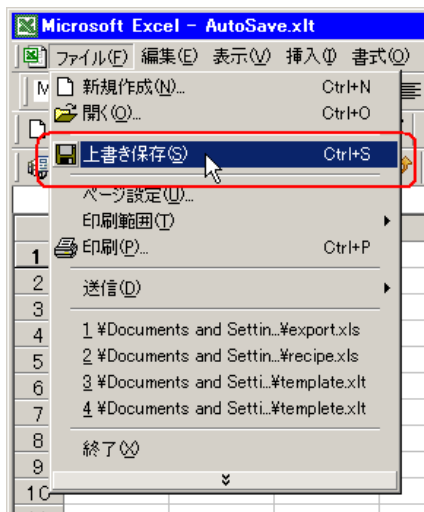 Microsoft Excel - AutoSave.xlt
ファイル(F) 編集(E) 表示(V) 挿入(I) 書式(O)
新規作成(N)... Ctrl+N
開く(O)... Ctrl+O
上書き保存(S) Ctrl+S
ページ設定(U)...
印刷範囲(T)
印刷(P)... Ctrl+P
送信(D)
1 ¥Documents and Settin...¥export.xls
2 ¥Documents and Settin...¥recipe.xls
3 ¥Documents and Setti...¥template.xlt
4 ¥Documents and Setti...¥templete.xlt
終了(X)
1
2
3
4
5
6
7
8
9
10